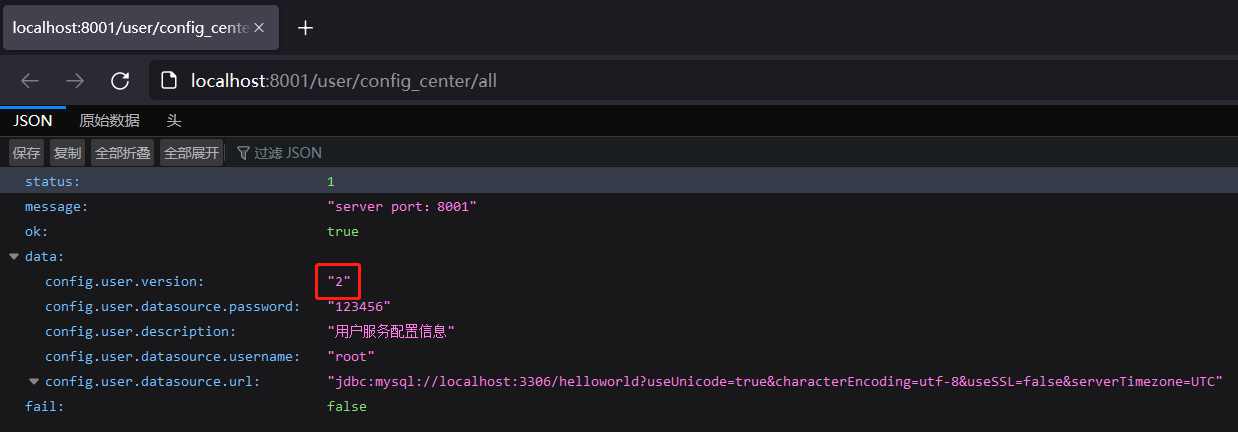 localhost:8001/user/config_cente
localhost:8001/user/config_center/all
JSON 原始数据 头
保存 复制 全部折叠 全部展开 过滤 JSON
status: 1
message: "server port: 8001"
ok: true
data:
config.user.version: "2"
config.user.datasource.password: "123456"
config.user.description: "用户服务配置信息"
config.user.datasource.username: "root"
config.user.datasource.url: "jdbc:mysql://localhost:3306/helloworld?useUnicode=true&characterEncoding=utf-8&useSSL=false&serverTimezone=UTC"
fail: false